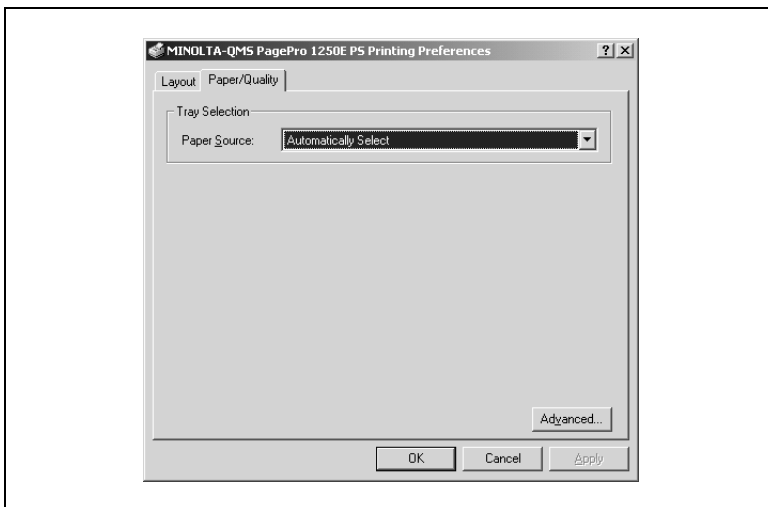 MINOLTA-QMS PagePro 1250E PS Printing Preferences
Layout Paper/Quality
Tray Selection
Paper Source: Automatically Select
Advanced...
OK Cancel Apply